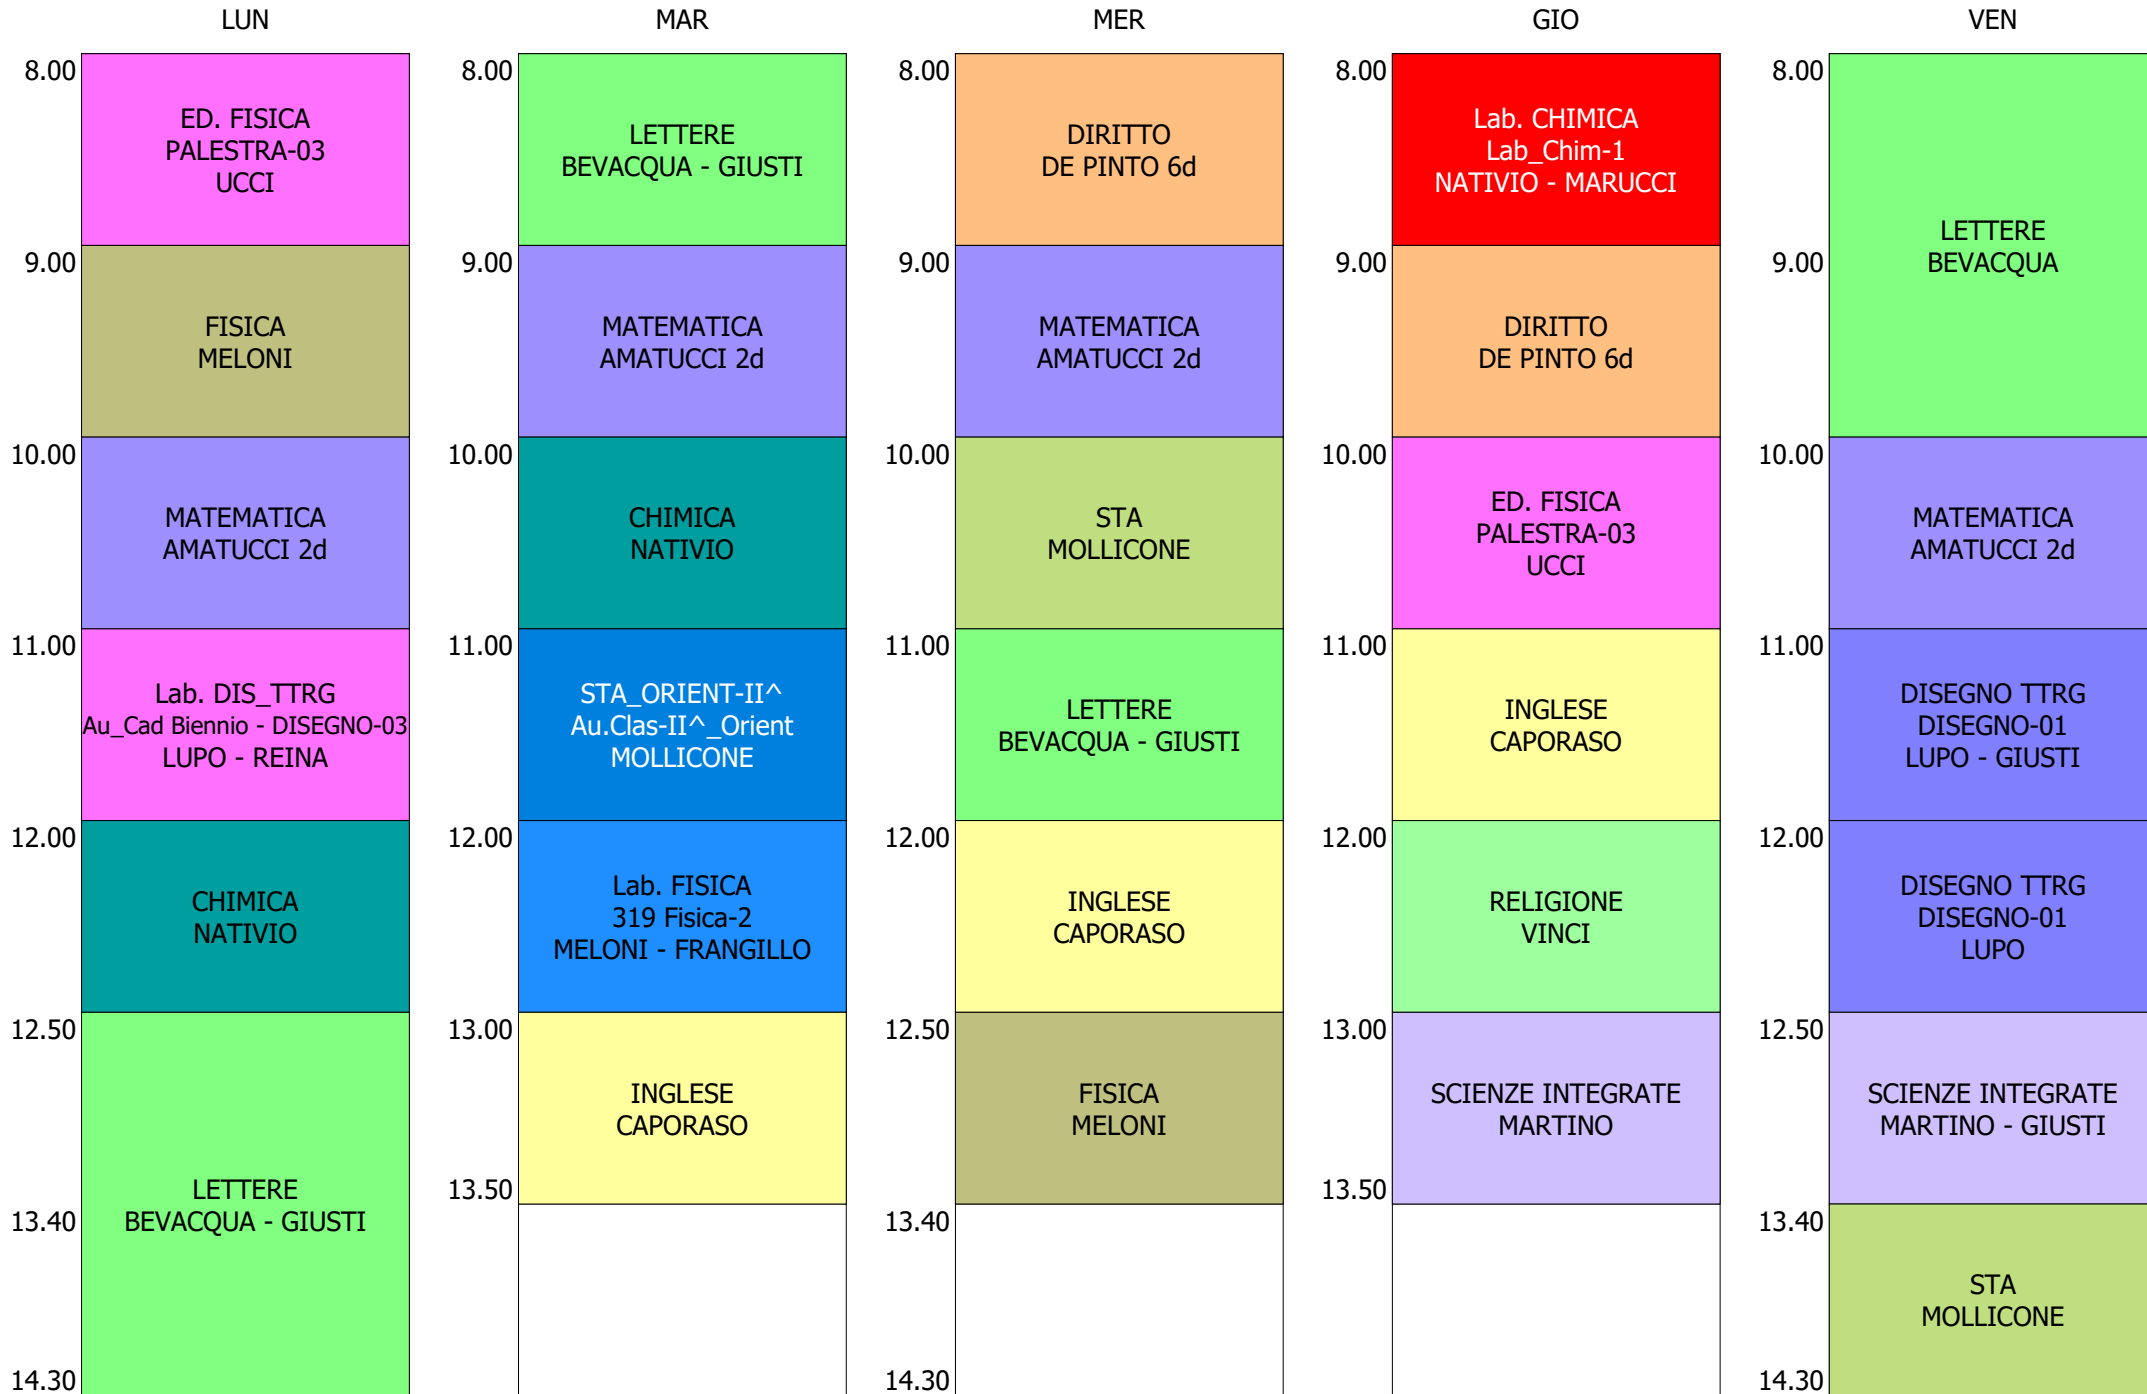 LUN
8.00
ED. FISICA
PALESTRA-03
UCCI
9.00
FISICA
MELONI
10.00
MATEMATICA
AMATUCCI 2d
11.00
Lab. DIS_TTRG
Au_Cad Biennio - DISEGNO-03
LUPO - REINA
12.00
CHIMICA
NATIVIO
12.50
LETTERE
BEVACQUA - GIUSTI
13.40
14.30
MAR
8.00
LETTERE
BEVACQUA - GIUSTI
9.00
MATEMATICA
AMATUCCI 2d
10.00
CHIMICA
NATIVIO
11.00
STA_ORIENT-II^
Au.Clas-II^_Orient
MOLLICONE
12.00
Lab. FISICA
319 Fisica-2
MELONI - FRANGILLO
13.00
INGLESE
CAPORASO
13.50
MER
8.00
DIRITTO
DE PINTO 6d
9.00
MATEMATICA
AMATUCCI 2d
10.00
STA
MOLLICONE
11.00
LETTERE
BEVACQUA - GIUSTI
12.00
INGLESE
CAPORASO
12.50
FISICA
MELONI
13.40
14.30
GIO
8.00
Lab. CHIMICA
Lab_Chim-1
NATIVIO - MARUCCI
9.00
DIRITTO
DE PINTO 6d
10.00
ED. FISICA
PALESTRA-03
UCCI
11.00
INGLESE
CAPORASO
12.00
RELIGIONE
VINCI
13.00
SCIENZE INTEGRATE
MARTINO
13.50
VEN
8.00
LETTERE
BEVACQUA
9.00
10.00
MATEMATICA
AMATUCCI 2d
11.00
DISEGNO TTRG
DISEGNO-01
LUPO - GIUSTI
12.00
DISEGNO TTRG
DISEGNO-01
LUPO
12.50
SCIENZE INTEGRATE
MARTINO - GIUSTI
13.40
STA
MOLLICONE
14.30